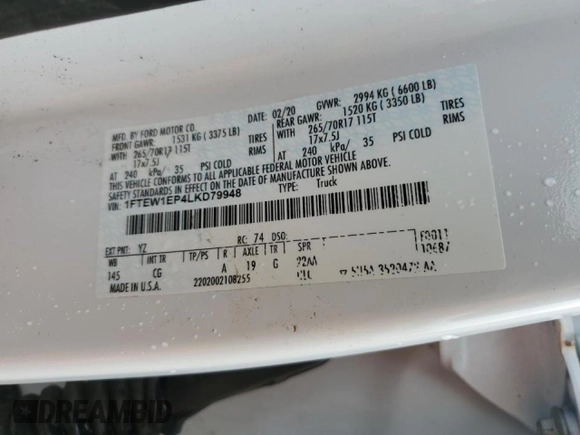 MFD. BY FORD MOTOR CO.
DATE: 02/20 GVWR: 2994 KG ( 6600 LB)
FRONT GAWR: 1531 KG ( 3375 LB) REAR GAWR: 1520 KG ( 3350 LB)
WITH 265/70R17 115T TIRES WITH 265/70R17 115T TIRES
17x7.5J RIMS 17x7.5J RIMS
AT 240 kPa/ 35 PSI COLD AT 240 kPa/ 35 PSI COLD
THIS VEHICLE CONFORMS TO ALL APPLICABLE FEDERAL MOTOR VEHICLE
SAFETY STANDARDS IN EFFECT ON THE DATE OF MANUFACTURE SHOWN ABOVE.
VIN: 1FTEW1EP4LKD79948 TYPE: Truck
EXT PNT: YZ RC: 74 DSO:
WB TP/PS R AXLE TR SPR
145 CG A 19 G 22AA
MADE IN U.S.A. 2202002108255
DREAMBID